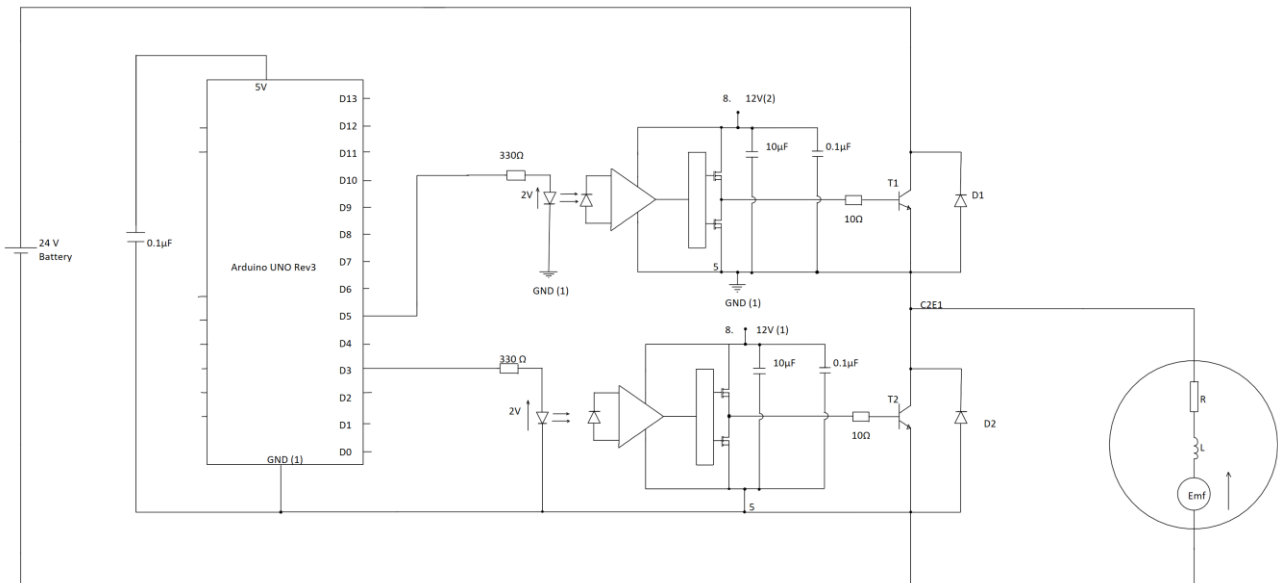 5V
D13
D12
D11
D10
D9
D8
D7
D6
D5
D4
D3
D2
D1
D0
GND (1)
Arduino UNO Rev3
0.1µF
24 V
Battery
330Ω
2V
GND (1)
8. 12V(2)
10µF
0.1µF
5
GND (1)
10Ω
T1
D1
C2E1
330 Ω
2V
8. 12V (1)
10µF
0.1µF
5
10Ω
T2
D2
R
L
Emf